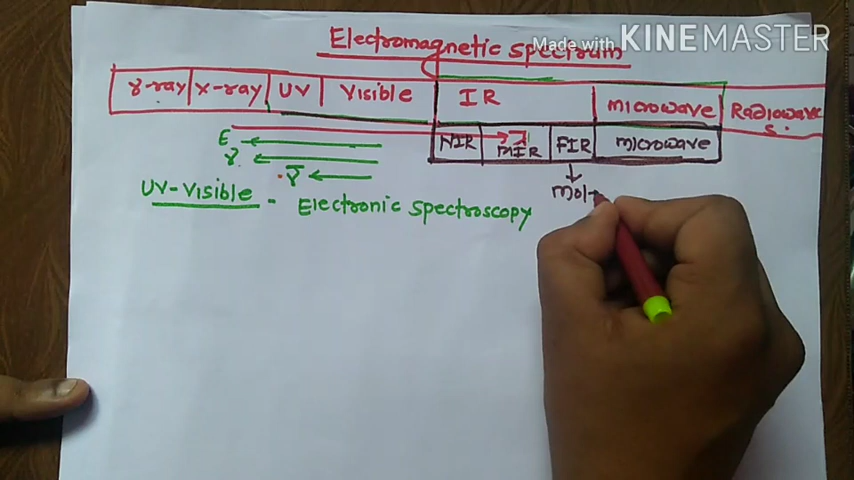 Electromagnetic Spectrum
Made with KINEMASTER
γ-ray X-ray UV Visible IR microwave Radiowaves.
NIR MIR FIR microwave
E
γ
ν̅
mol
UV-Visible - Electronic Spectroscopy